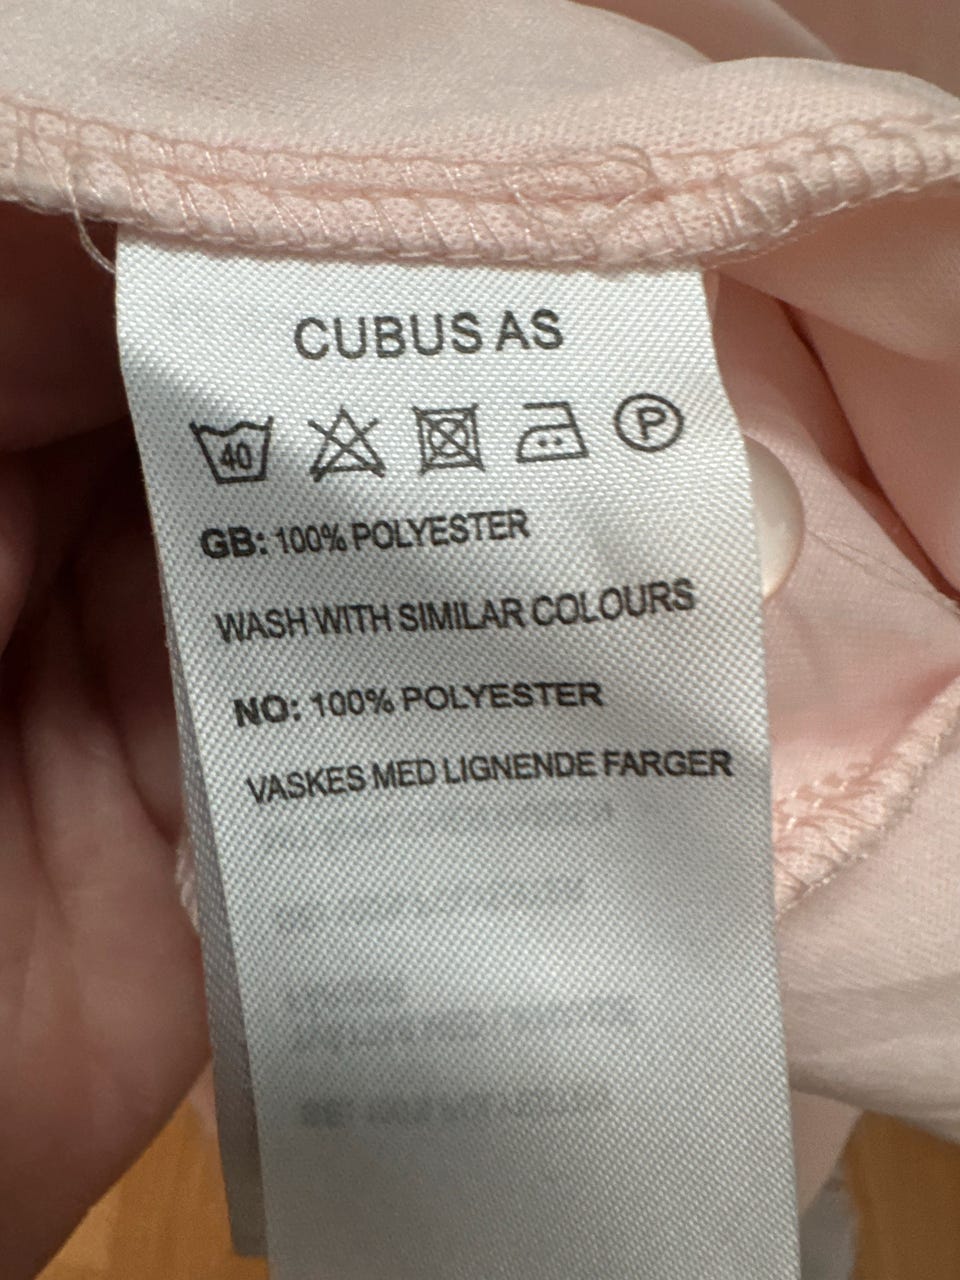 CUBUS AS
40 P
GB: 100% POLYESTER
WASH WITH SIMILAR COLOURS
NO: 100% POLYESTER
VASKES MED LIGNENDE FARGER